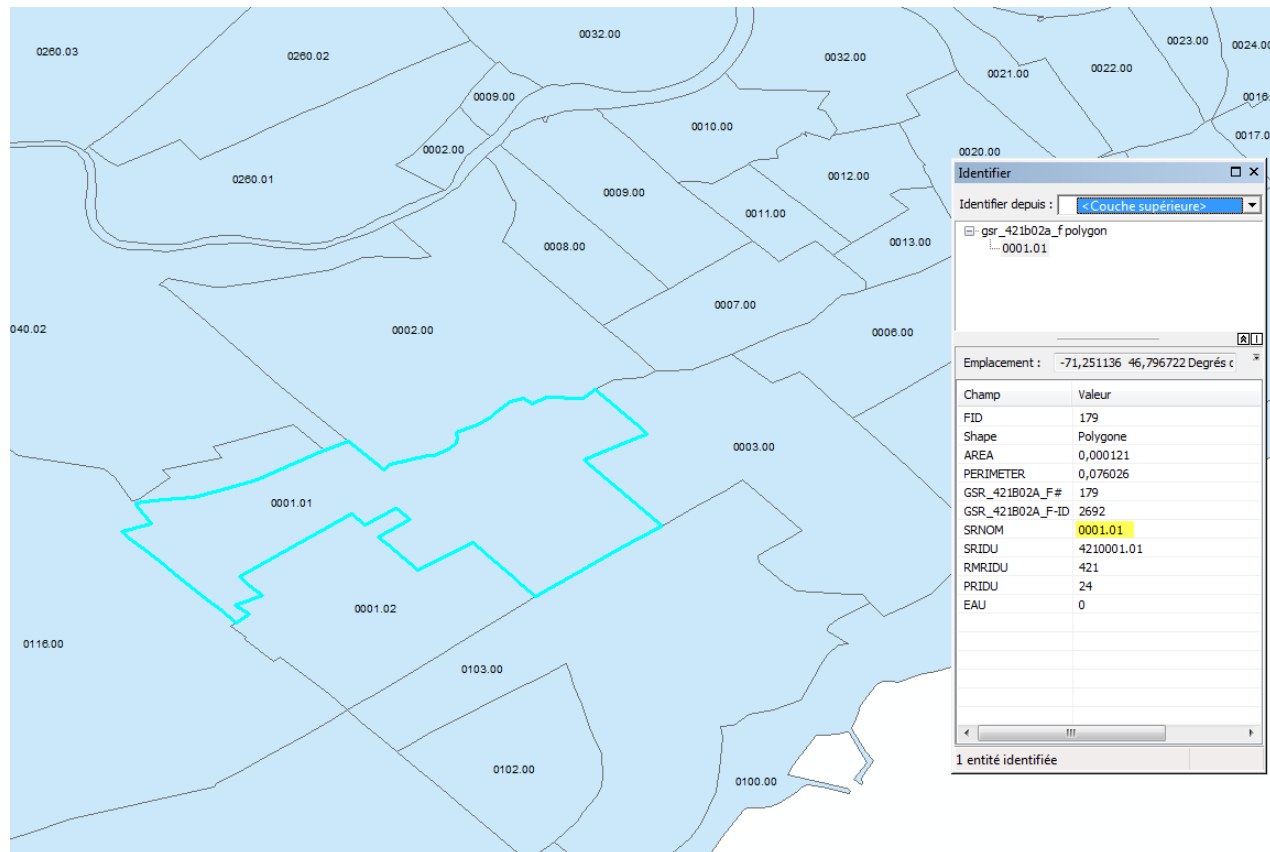 0032.00
0023.00
0024.00
0260.03
0260.02
0032.00
0021.00
0022.00
0009.00
0016
0010.00
0017.0
0002.00
0020.00
0260.01
0009.00
0012.00
0011.00
0008.00
0013.00
0007.00
040.02
0002.00
0006.00
0003.00
0001.01
0001.02
0116.00
0103.00
0102.00
0100.00
Identifier
Identifier depuis : <Couche supérieure>
gsr_421b02a_f polygon
0001.01
Emplacement : -71,251136 46,796722 Degrés c
Champ Valeur
FID 179
Shape Polygone
AREA 0,000121
PERIMETER 0,076026
GSR_421B02A_F# 179
GSR_421B02A_F-ID 2692
SRNOM 0001.01
SRIDU 4210001.01
RMRIDU 421
PRIDU 24
EAU 0
1 entité identifiée